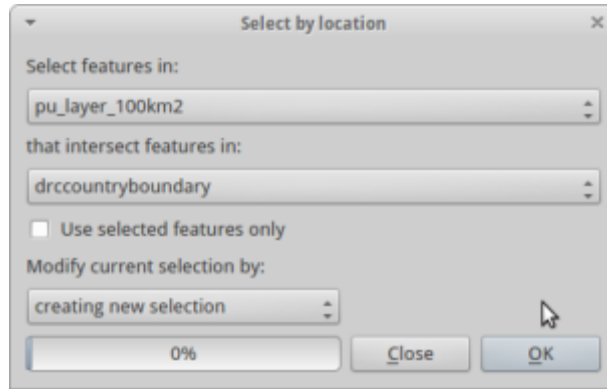 Select by location
Select features in:
pu_layer_100km2
that intersect features in:
drccountryboundary
Use selected features only
Modify current selection by:
creating new selection
0% Close OK